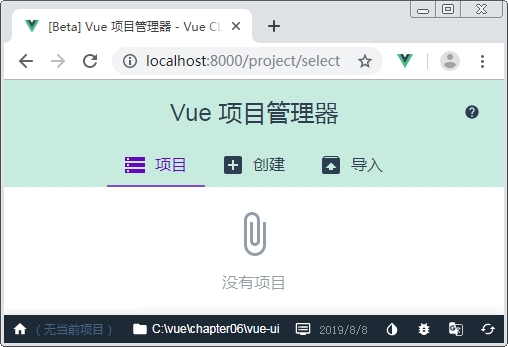 [Beta] Vue 项目管理器 - Vue CL
localhost:8000/project/select
Vue 项目管理器
项目 创建 导入
没有项目
(无当前项目) C:\vue\chapter06\vue-ui 2019/8/8